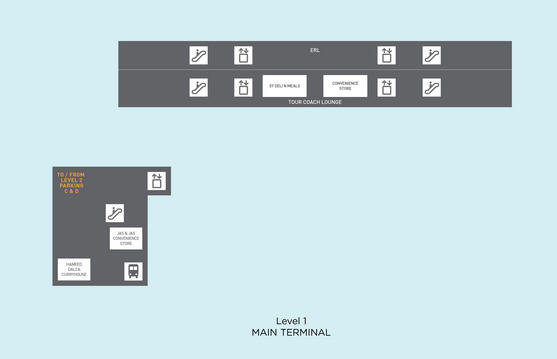 ERL
SY DELI N MEALS
CONVENIENCE
STORE
TOUR COACH LOUNGE
TO / FROM
LEVEL 2
PARKING
C & D
JAS & JAS
CONVENIENCE
STORE
HAMEED
DALCA
CURRYHOUSE
Level 1
MAIN TERMINAL